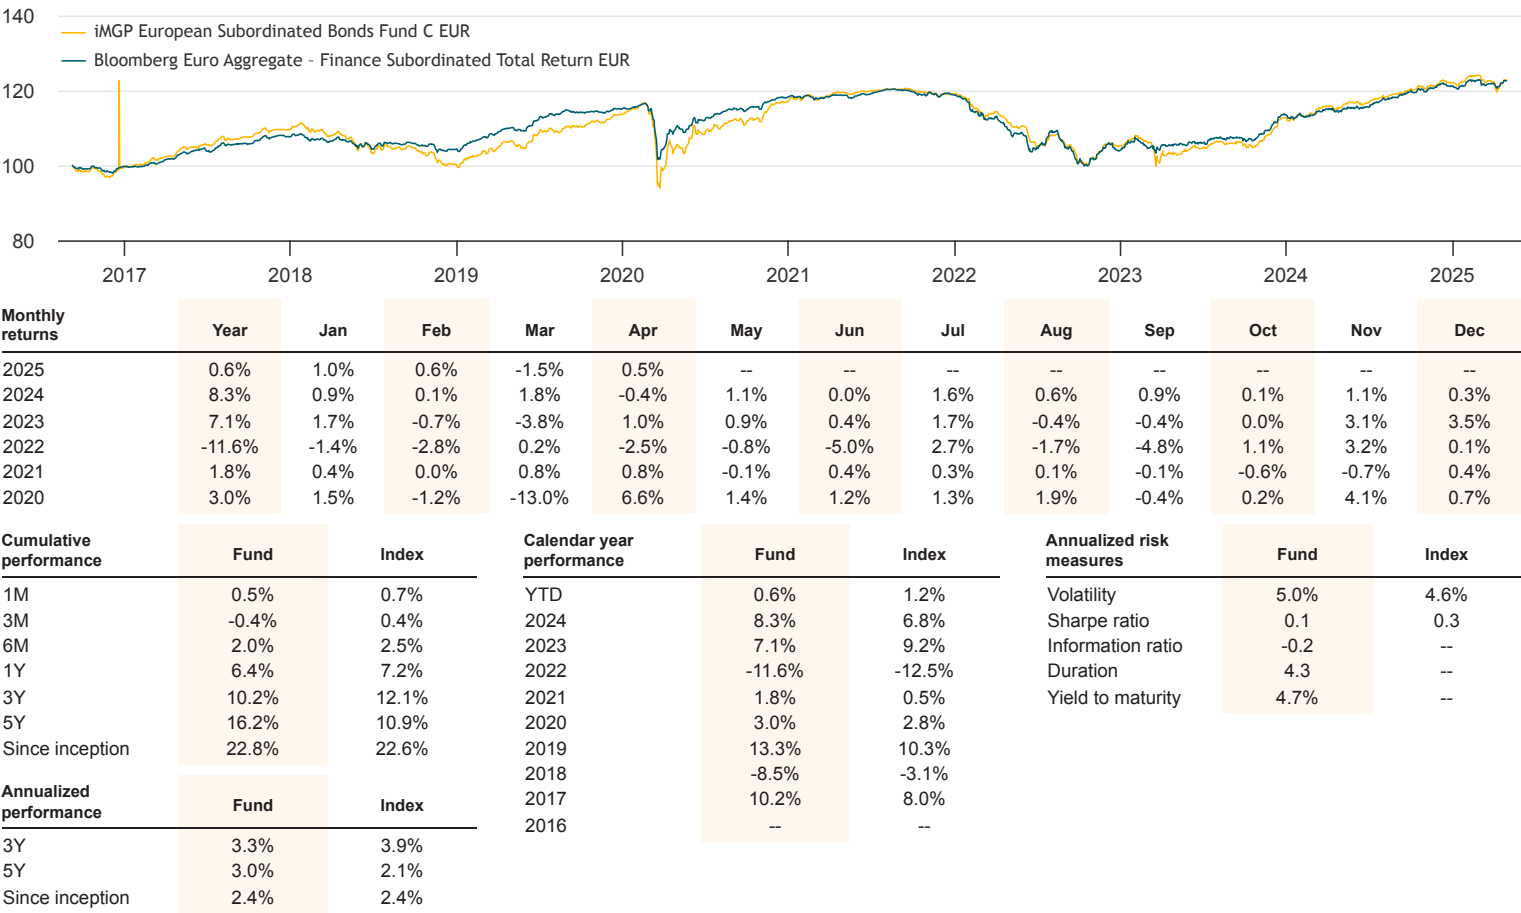 140
iMGP European Subordinated Bonds Fund C EUR
Bloomberg Euro Aggregate - Finance Subordinated Total Return EUR
120
100
80
2017 2018 2019 2020 2021 2022 2023 2024 2025
Monthly
returns Year Jan Feb Mar Apr May Jun Jul Aug Sep Oct Nov Dec
2025 0.6% 1.0% 0.6% -1.5% 0.5% -- -- -- -- -- -- -- --
2024 8.3% 0.9% 0.1% 1.8% -0.4% 1.1% 0.0% 1.6% 0.6% 0.9% 0.1% 1.1% 0.3%
2023 7.1% 1.7% -0.7% -3.8% 1.0% 0.9% 0.4% 1.7% -0.4% -0.4% 0.0% 3.1% 3.5%
2022 -11.6% -1.4% -2.8% 0.2% -2.5% -0.8% -5.0% 2.7% -1.7% -4.8% 1.1% 3.2% 0.1%
2021 1.8% 0.4% 0.0% 0.8% 0.8% -0.1% 0.4% 0.3% 0.1% -0.1% -0.6% -0.7% 0.4%
2020 3.0% 1.5% -1.2% -13.0% 6.6% 1.4% 1.2% 1.3% 1.9% -0.4% 0.2% 4.1% 0.7%
Cumulative
performance Fund Index
1M 0.5% 0.7%
3M -0.4% 0.4%
6M 2.0% 2.5%
1Y 6.4% 7.2%
3Y 10.2% 12.1%
5Y 16.2% 10.9%
Since inception 22.8% 22.6%
Annualized
performance Fund Index
3Y 3.3% 3.9%
5Y 3.0% 2.1%
Since inception 2.4% 2.4%
Calendar year
performance Fund Index
YTD 0.6% 1.2%
2024 8.3% 6.8%
2023 7.1% 9.2%
2022 -11.6% -12.5%
2021 1.8% 0.5%
2020 3.0% 2.8%
2019 13.3% 10.3%
2018 -8.5% -3.1%
2017 10.2% 8.0%
2016 -- --
Annualized risk
measures Fund Index
Volatility 5.0% 4.6%
Sharpe ratio 0.1 0.3
Information ratio -0.2 --
Duration 4.3 --
Yield to maturity 4.7% --